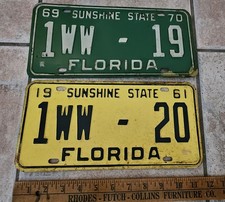 69 SUNSHINE STATE 70
1WW - 19
FLORIDA
19 SUNSHINE STATE 61
1WW - 20
FLORIDA
RHODES - FUTCH - COLLINS FURNITURE CO.